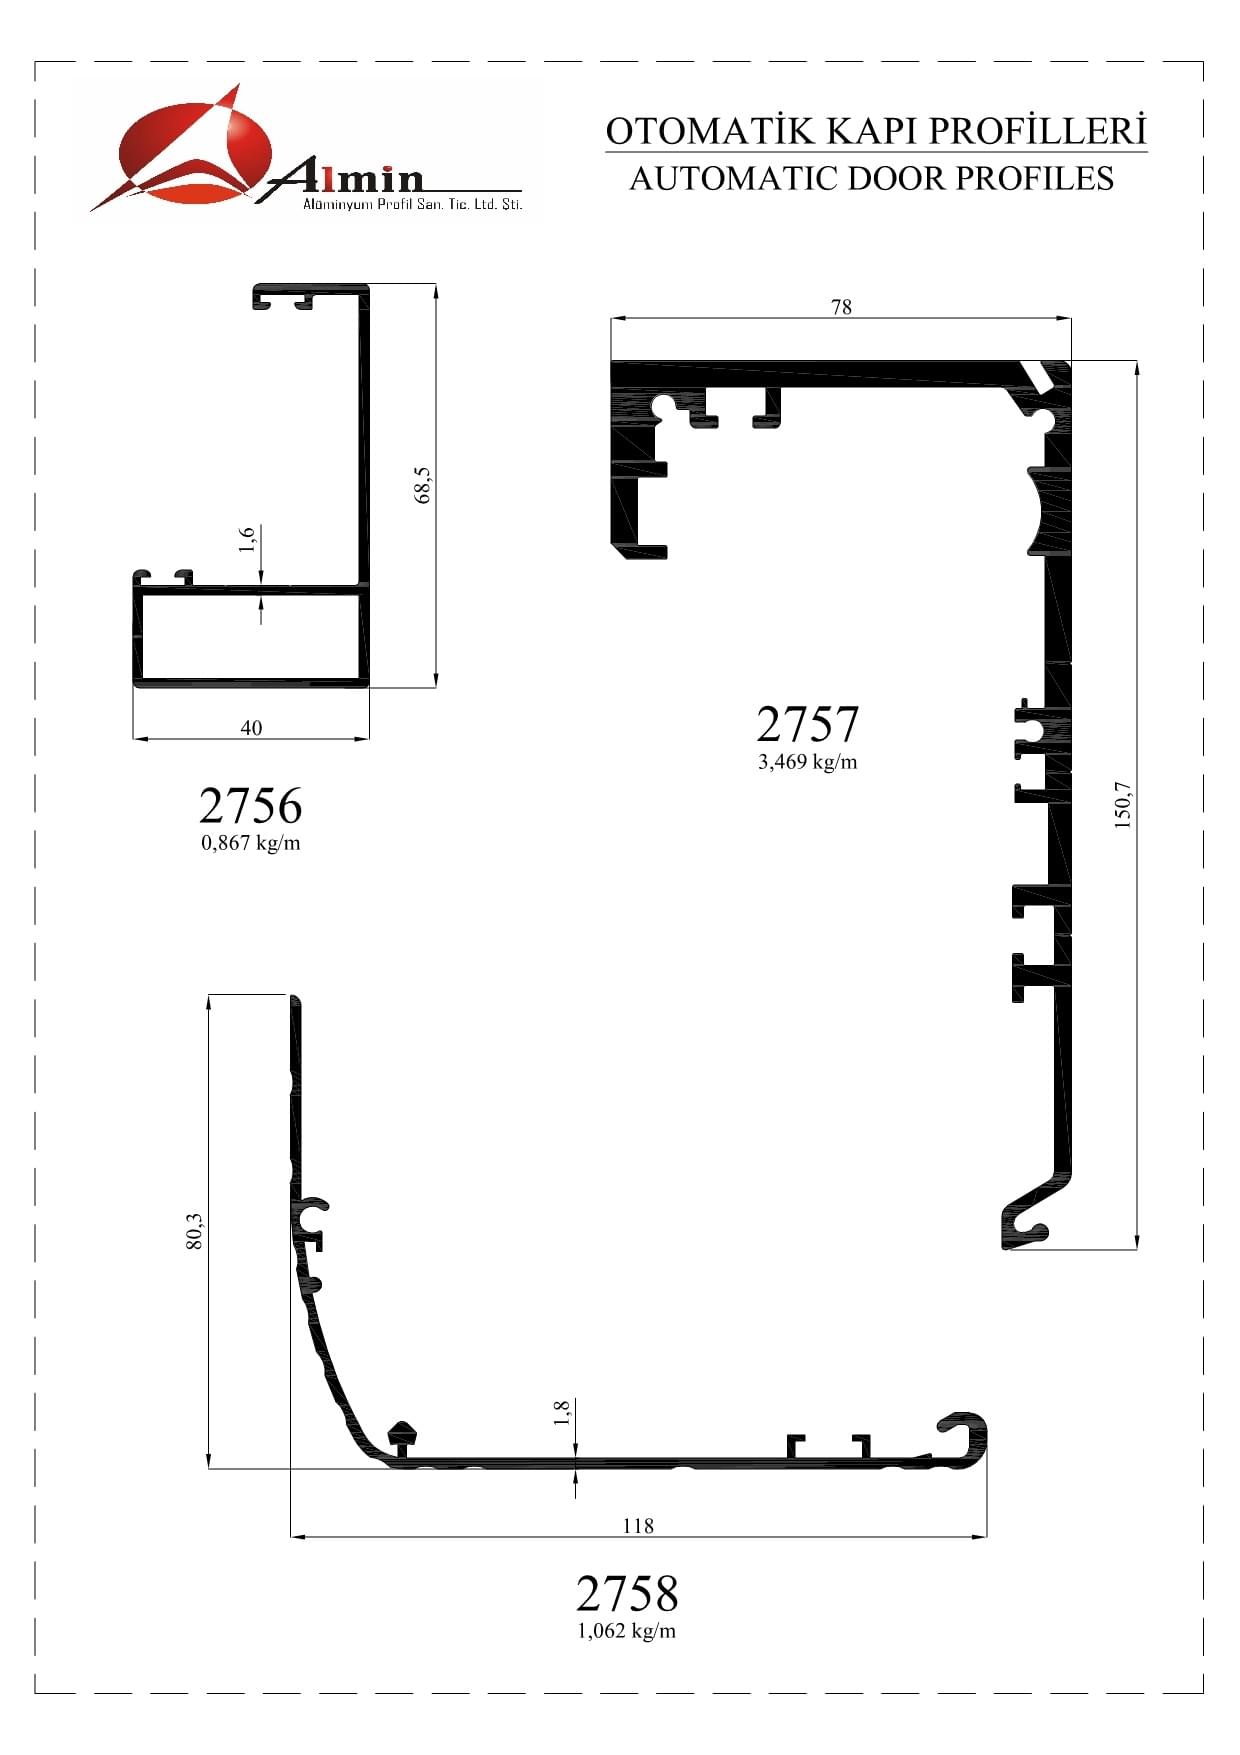 Almin
Alüminyum Profil San. Tic. Ltd. Şti.
OTOMATİK KAPI PROFİLLERİ
AUTOMATIC DOOR PROFILES
68,5
1,6
40
2756
0,867 kg/m
78
150,7
2757
3,469 kg/m
80,3
1,8
118
2758
1,062 kg/m